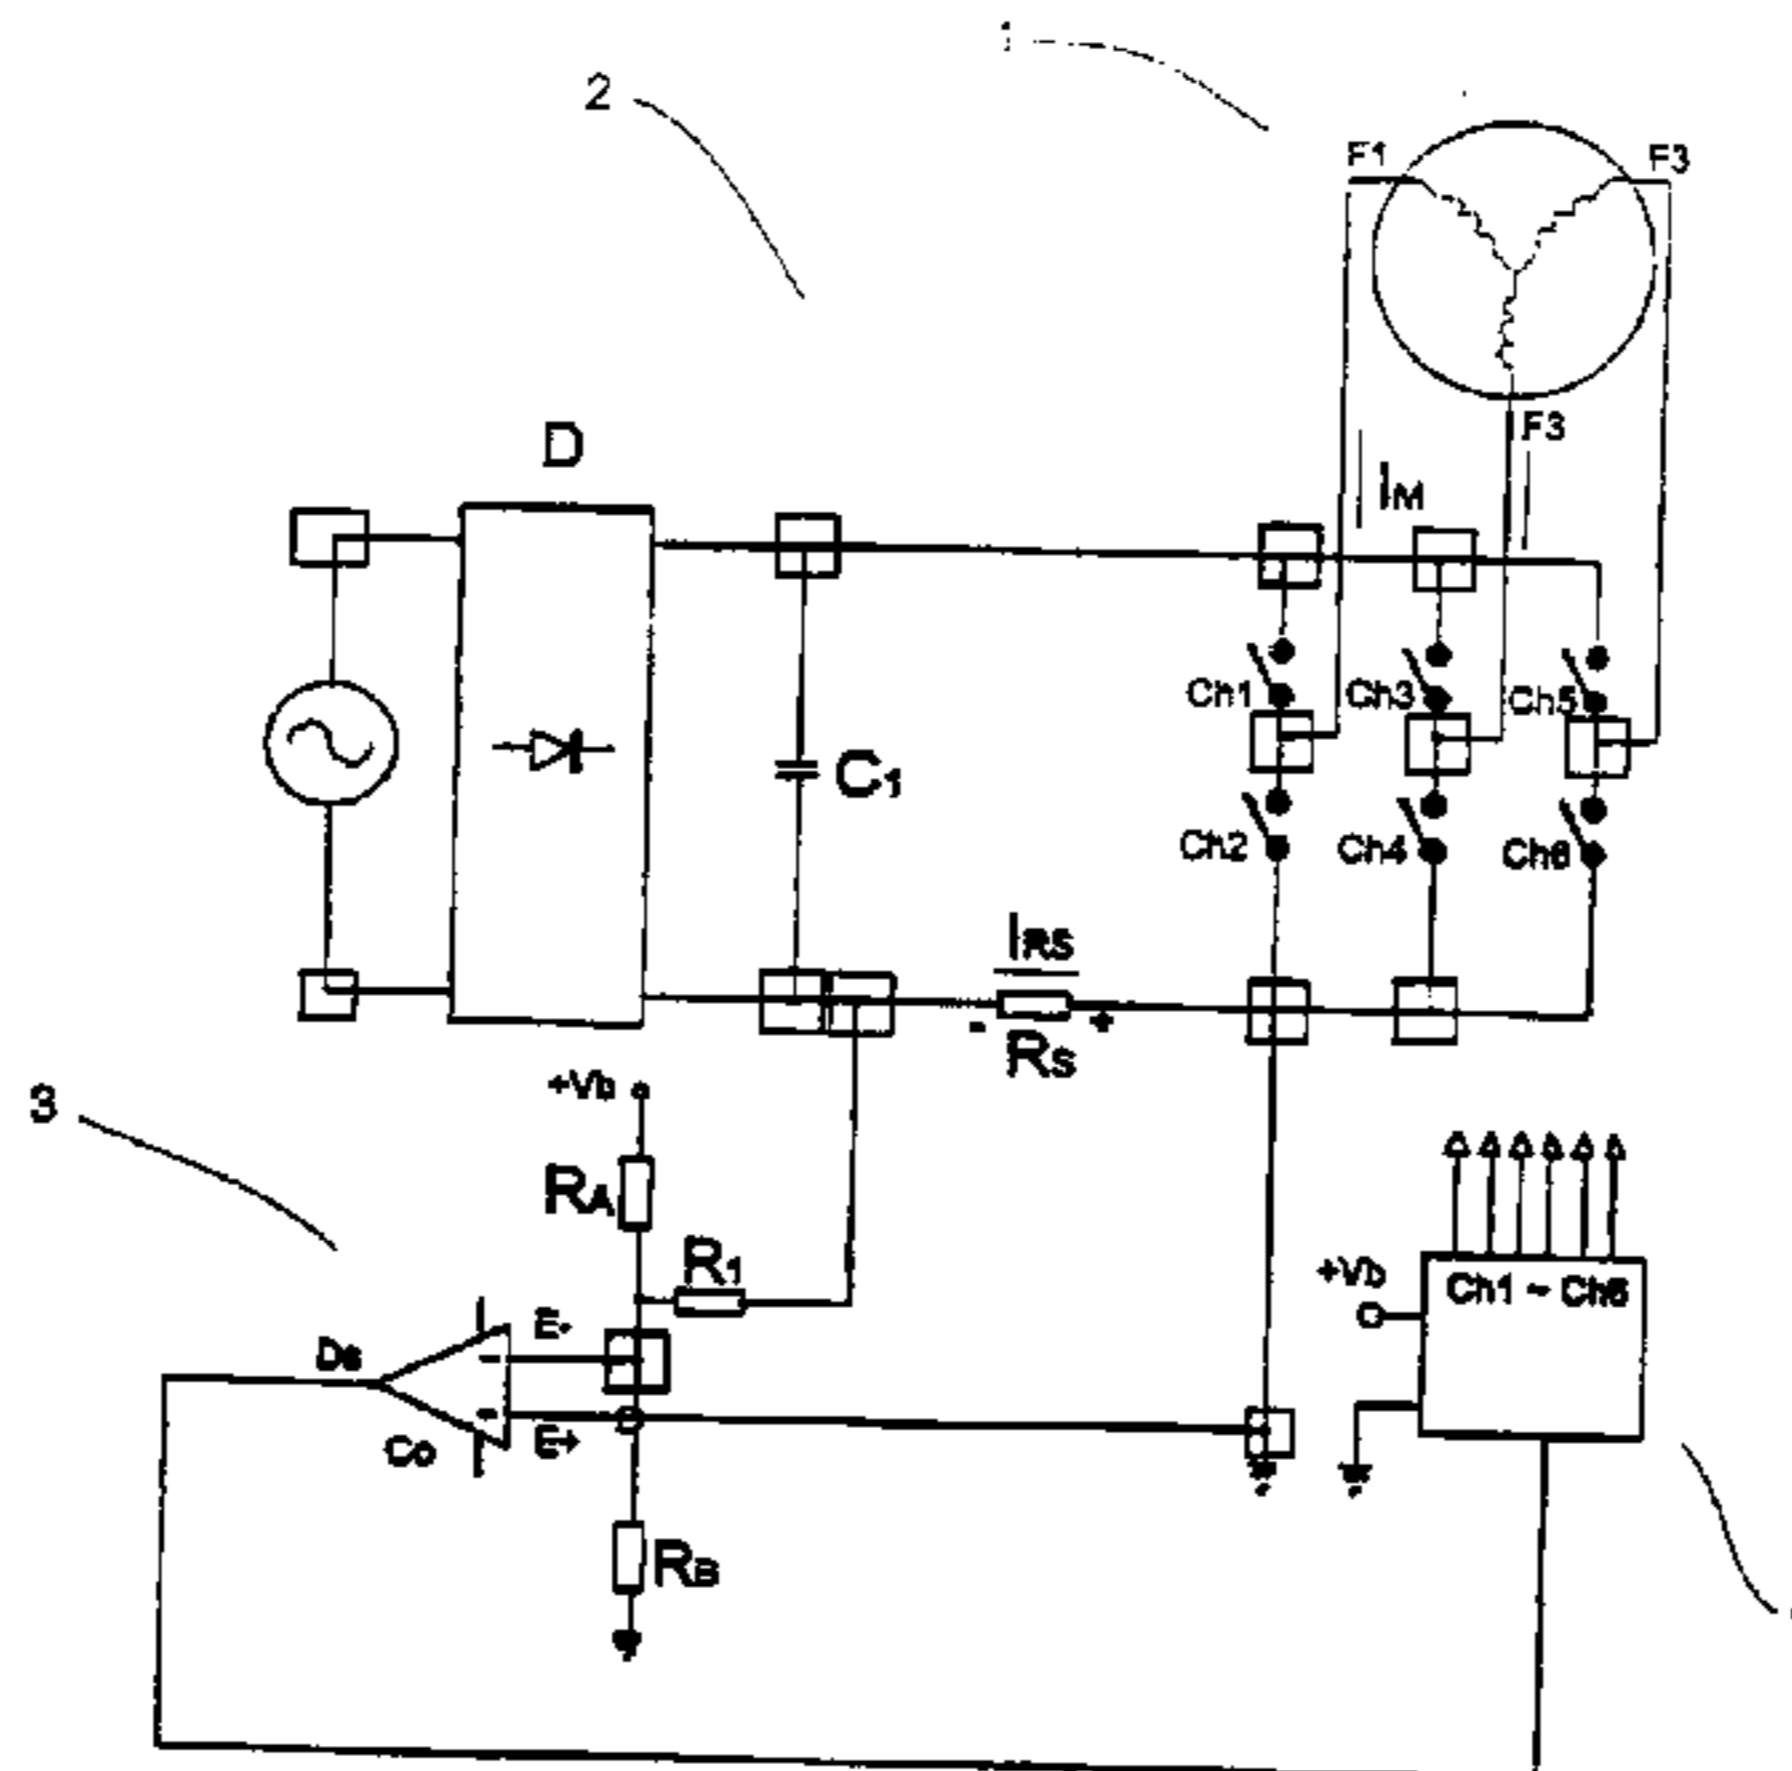 1
2
F1
F3
F3
IM
D
Ch1
Ch3
Ch5
C1
Ch2
Ch4
Ch6
IRS
-
+
RS
+Vb
3
RA
R1
+Vb
Ch1 ~ Ch6
Ds
Co
RB